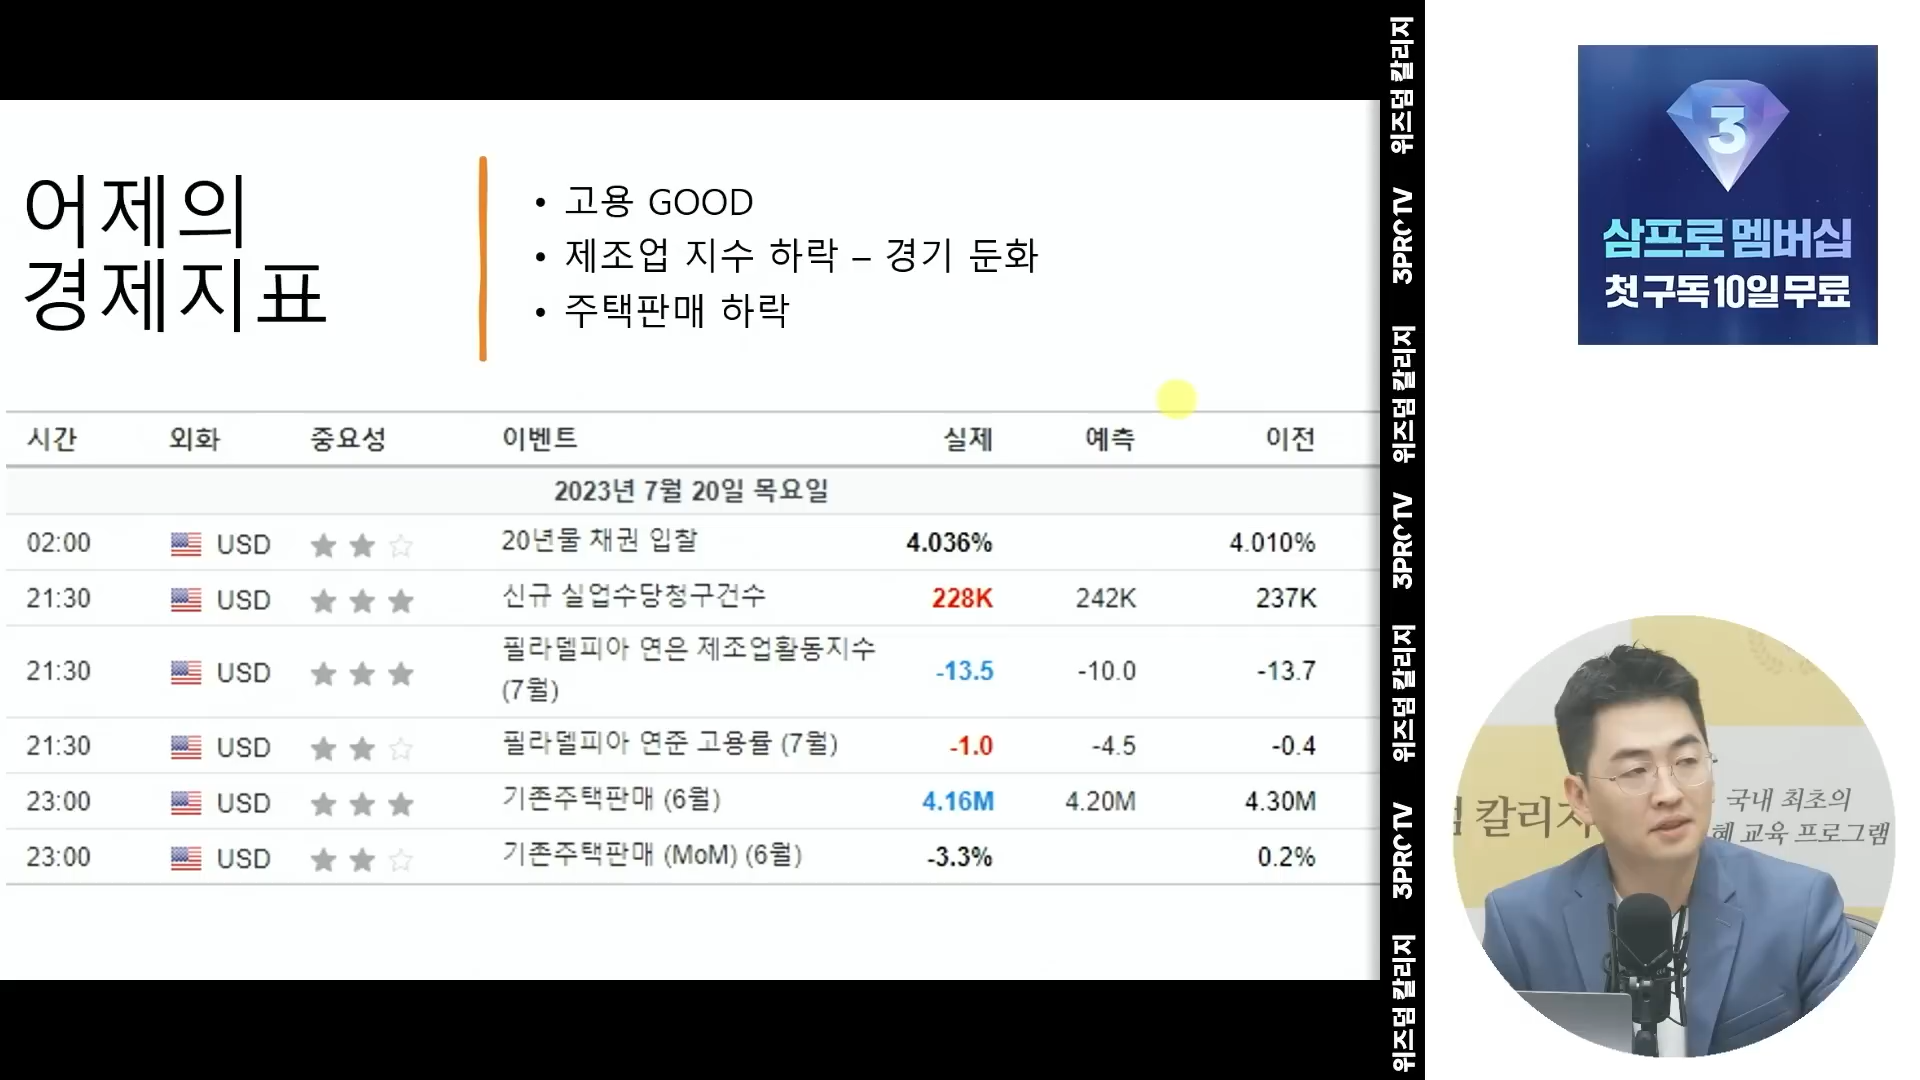 어제의
경제지표
• 고용 GOOD
• 제조업 지수 하락 – 경기 둔화
• 주택판매 하락
시간 외화 중요성 이벤트 실제 예측 이전
2023년 7월 20일 목요일
02:00 USD 20년물 채권 입찰 4.036% 4.010%
21:30 USD 신규 실업수당청구건수 228K 242K 237K
21:30 USD 필라델피아 연은 제조업활동지수 (7월) -13.5 -10.0 -13.7
21:30 USD 필라델피아 연준 고용률 (7월) -1.0 -4.5 -0.4
23:00 USD 기존주택판매 (6월) 4.16M 4.20M 4.30M
23:00 USD 기존주택판매 (MoM) (6월) -3.3% 0.2%
위즈덤 칼리지
3PROTV
위즈덤 칼리지
3PROTV
위즈덤 칼리지
3PROTV
위즈덤 칼리지
3
삼프로 멤버십
첫 구독 10일 무료
칼리지
국내 최초의
혜 교육 프로그램